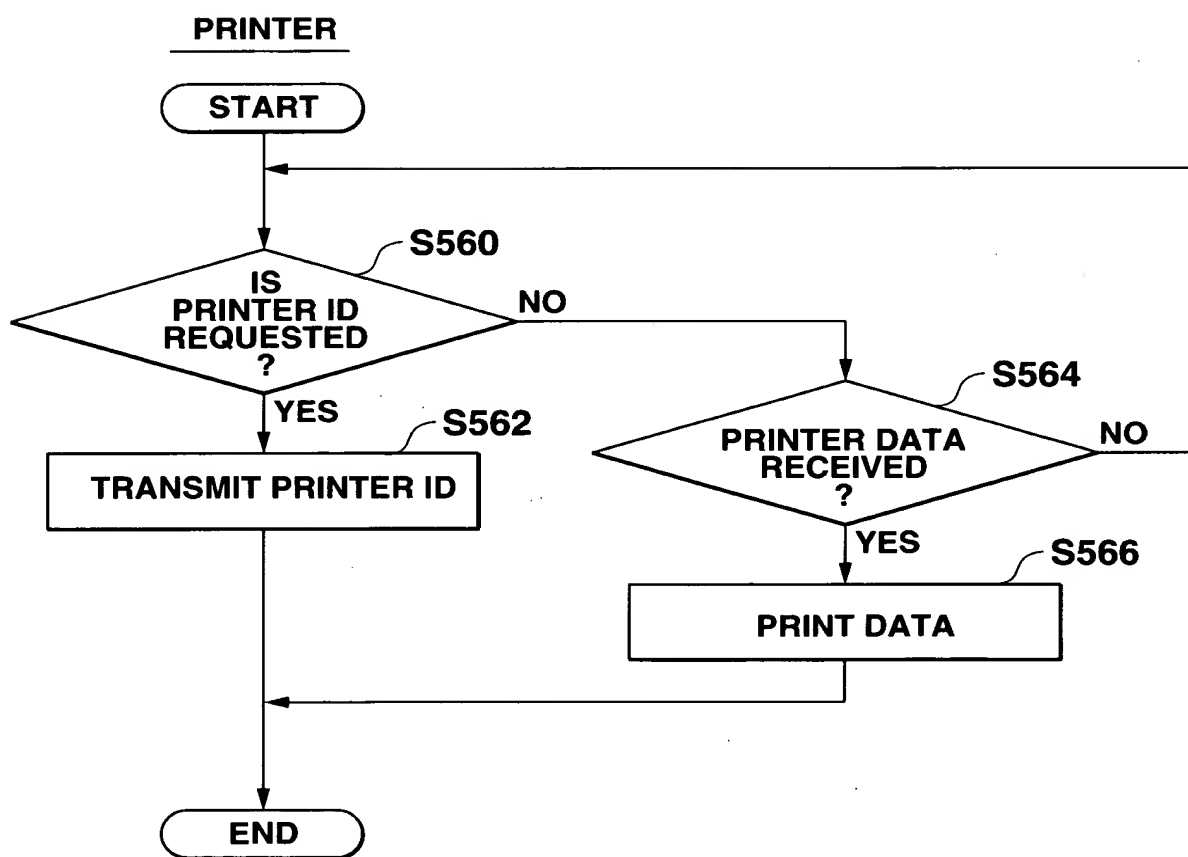 PRINTER
START
S560
IS
PRINTER ID
REQUESTED
?
NO
YES
S562
TRANSMIT PRINTER ID
S564
PRINTER DATA
RECEIVED
?
NO
YES
S566
PRINT DATA
END